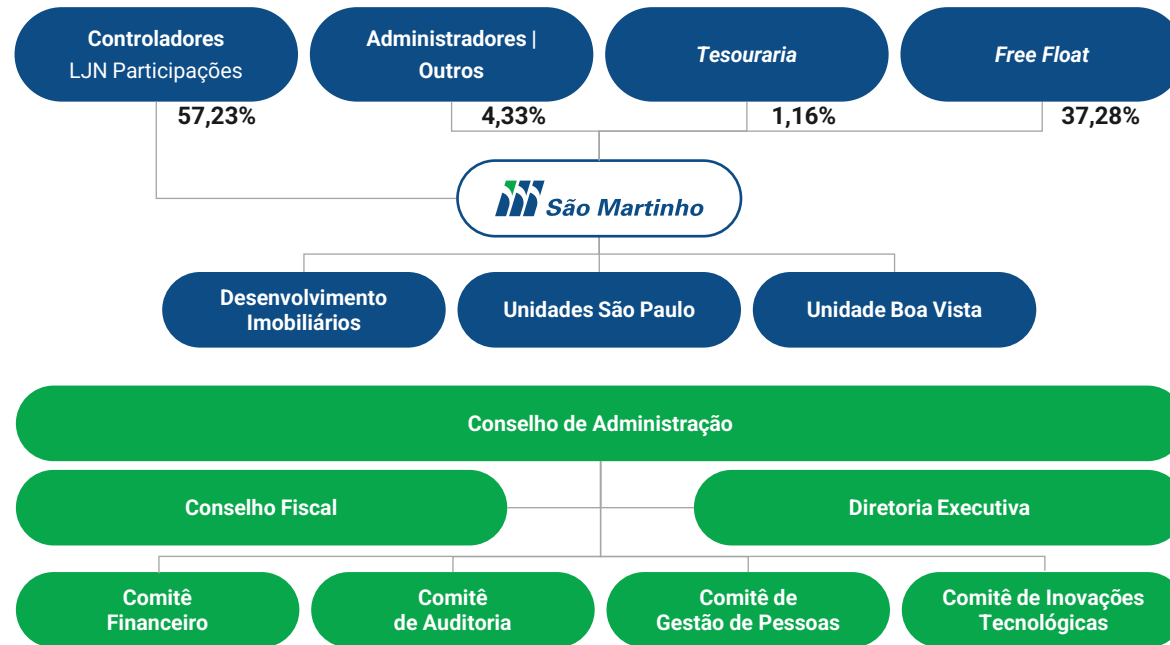 Controladores
LJN Participações
Administradores |
Outros
Tesouraria
Free Float
57,23%
4,33%
1,16%
37,28%
São Martinho
Desenvolvimento
Imobiliários
Unidades São Paulo
Unidade Boa Vista
Conselho de Administração
Conselho Fiscal
Diretoria Executiva
Comitê
Financeiro
Comitê
de Auditoria
Comitê de
Gestão de Pessoas
Comitê de Inovações
Tecnológicas